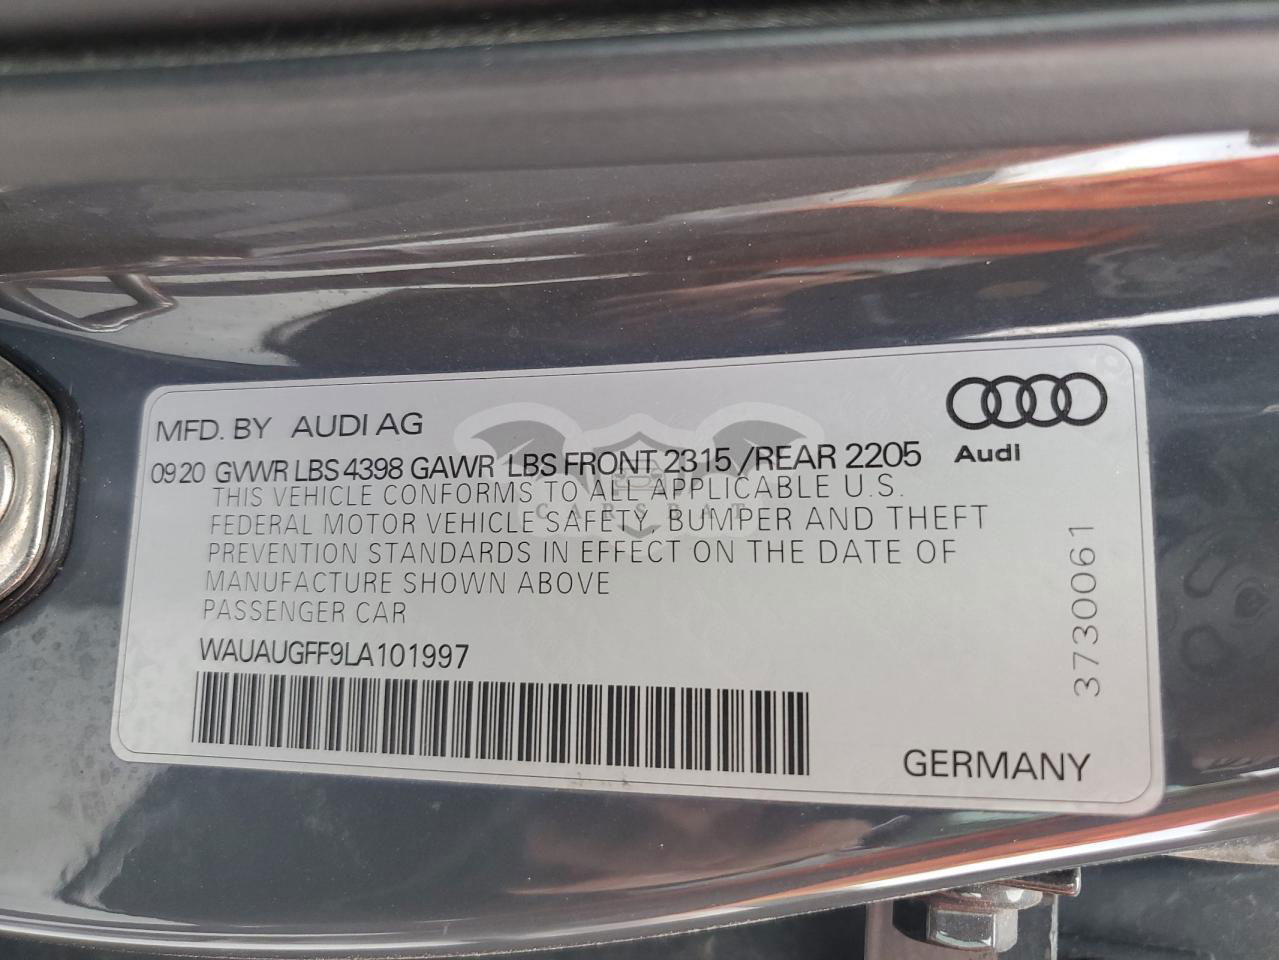 MFD. BY AUDI AG
Audi
09 20 GVWR LBS 4398 GAWR LBS FRONT 2315 /REAR 2205
THIS VEHICLE CONFORMS TO ALL APPLICABLE U.S.
FEDERAL MOTOR VEHICLE SAFETY, BUMPER AND THEFT
PREVENTION STANDARDS IN EFFECT ON THE DATE OF
MANUFACTURE SHOWN ABOVE
PASSENGER CAR
WAUAUGFF9LA101997
GERMANY
3730061
CARSBAT